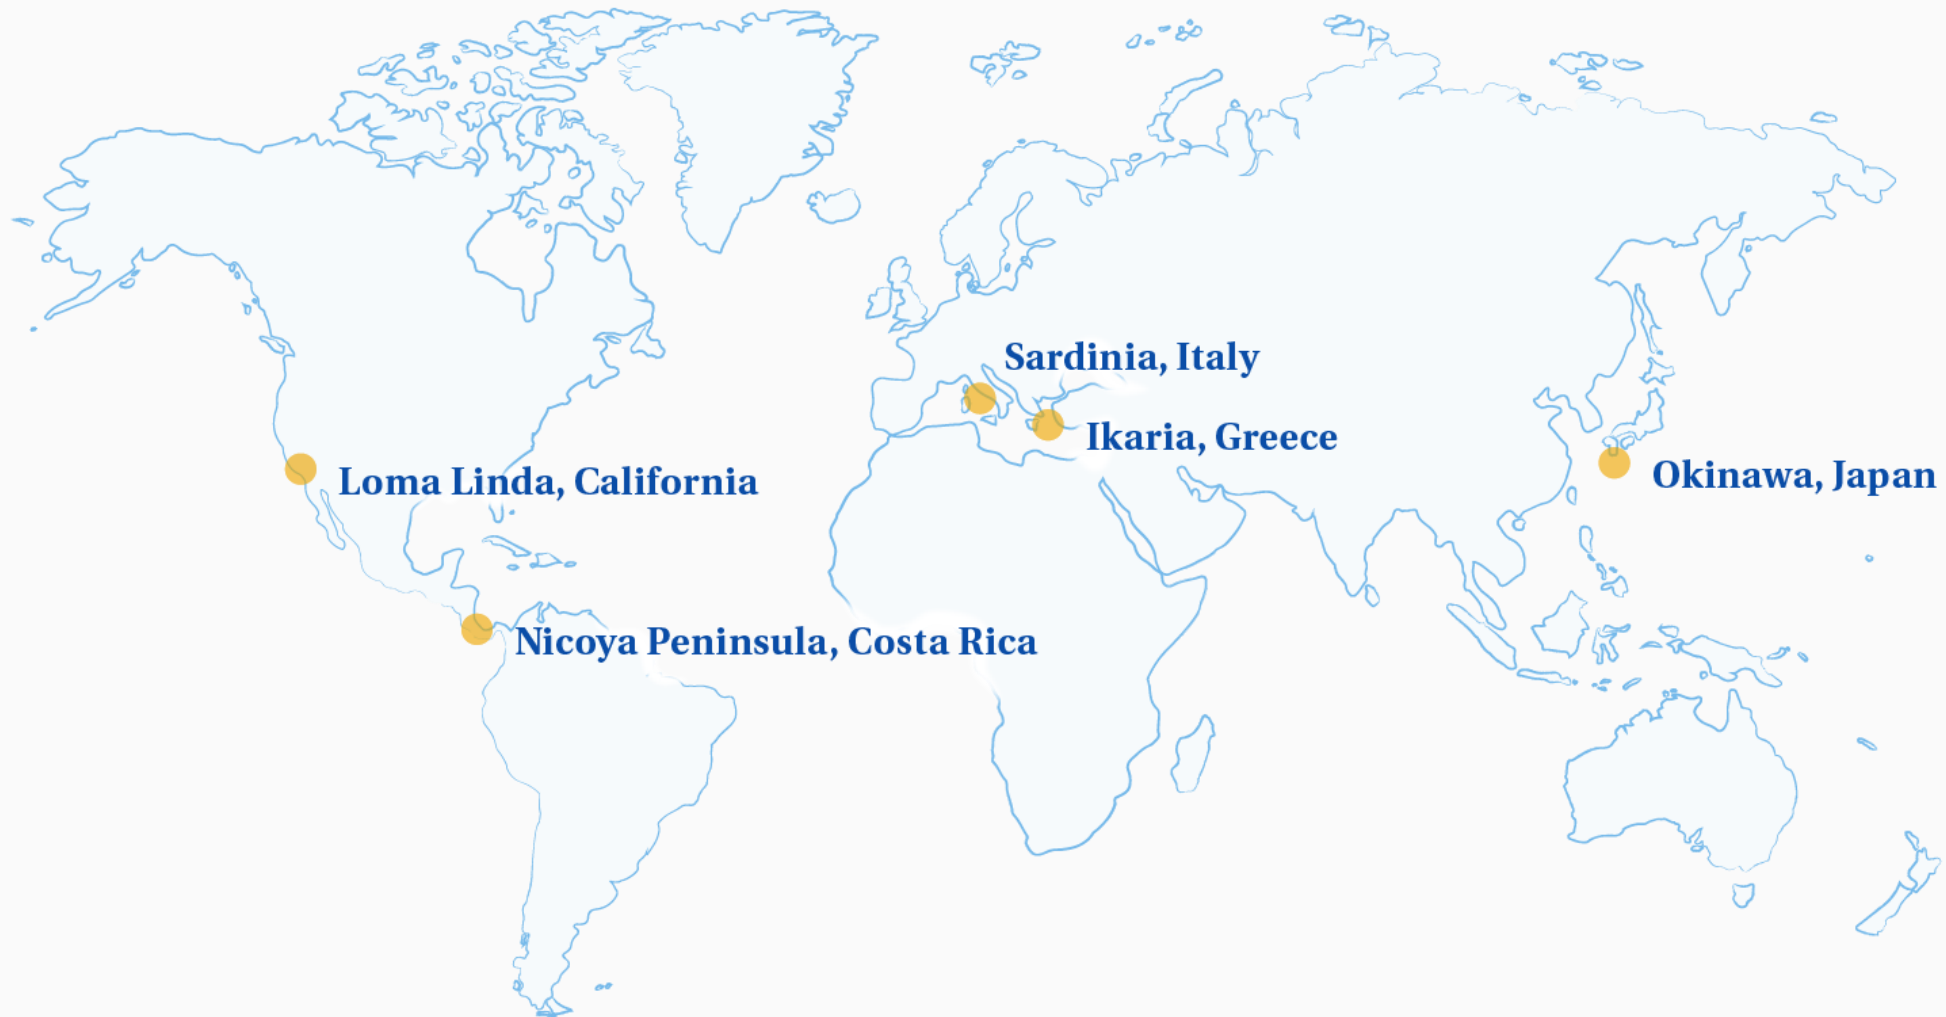 Sardinia, Italy
Ikaria, Greece
Loma Linda, California
Okinawa, Japan
Nicoya Peninsula, Costa Rica